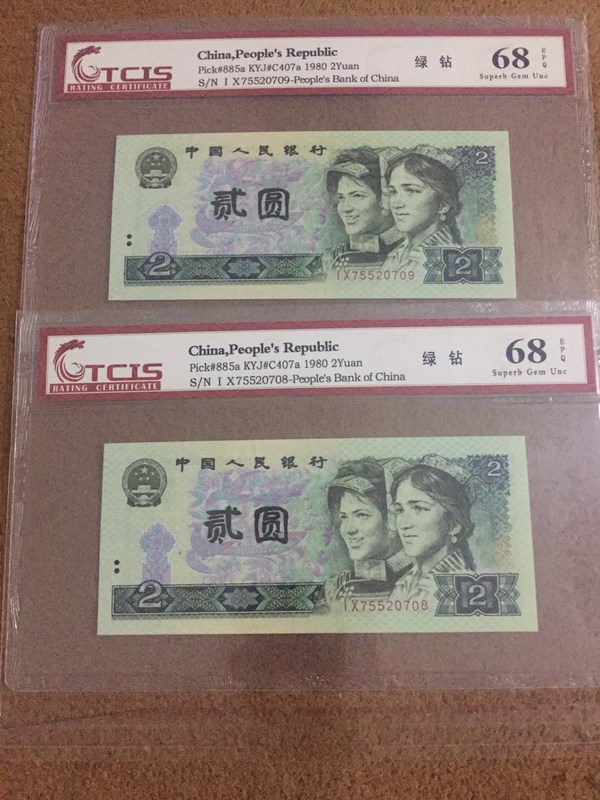 TCIS
RATING CERTIFICATE
China,People's Republic
Pick#885a KYJ#C407a 1980 2Yuan
S/N I X75520709-People's Bank of China
绿 钻
68
EPQ
Superb Gem Unc
中国人民银行
2
贰圆
2
2
IX75520709
TCIS
RATING CERTIFICATE
China,People's Republic
Pick#885a KYJ#C407a 1980 2Yuan
S/N I X75520708-People's Bank of China
绿 钻
68
EPQ
Superb Gem Unc
中国人民银行
2
贰圆
2
2
IX75520708